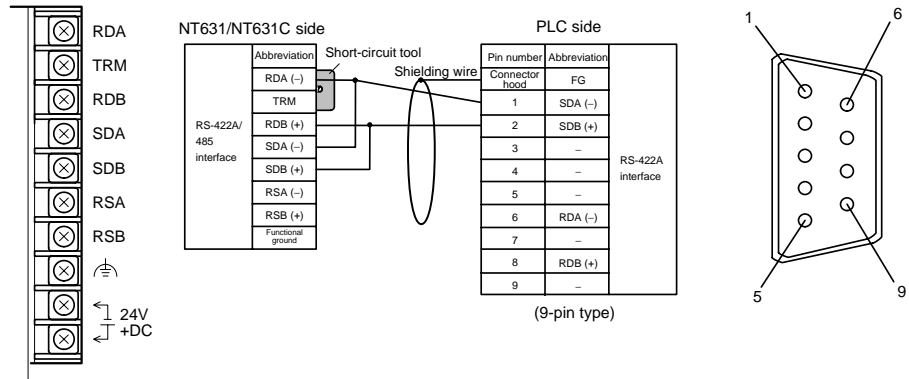 RDA
TRM
RDB
SDA
SDB
RSA
RSB
24V
+DC
NT631/NT631C side
Abbreviation
Short-circuit tool
RDA (–)
TRM
RDB (+)
SDA (–)
SDB (+)
RSA (–)
RSB (+)
Functional
ground
RS-422A/
485
interface
Shielding wire
PLC side
Pin number Abbreviation
Connector
hood FG
1 SDA (–)
2 SDB (+)
3 –
4 –
5 –
6 RDA (–)
7 –
8 RDB (+)
9 –
RS-422A
interface
(9-pin type)
1
6
5
9